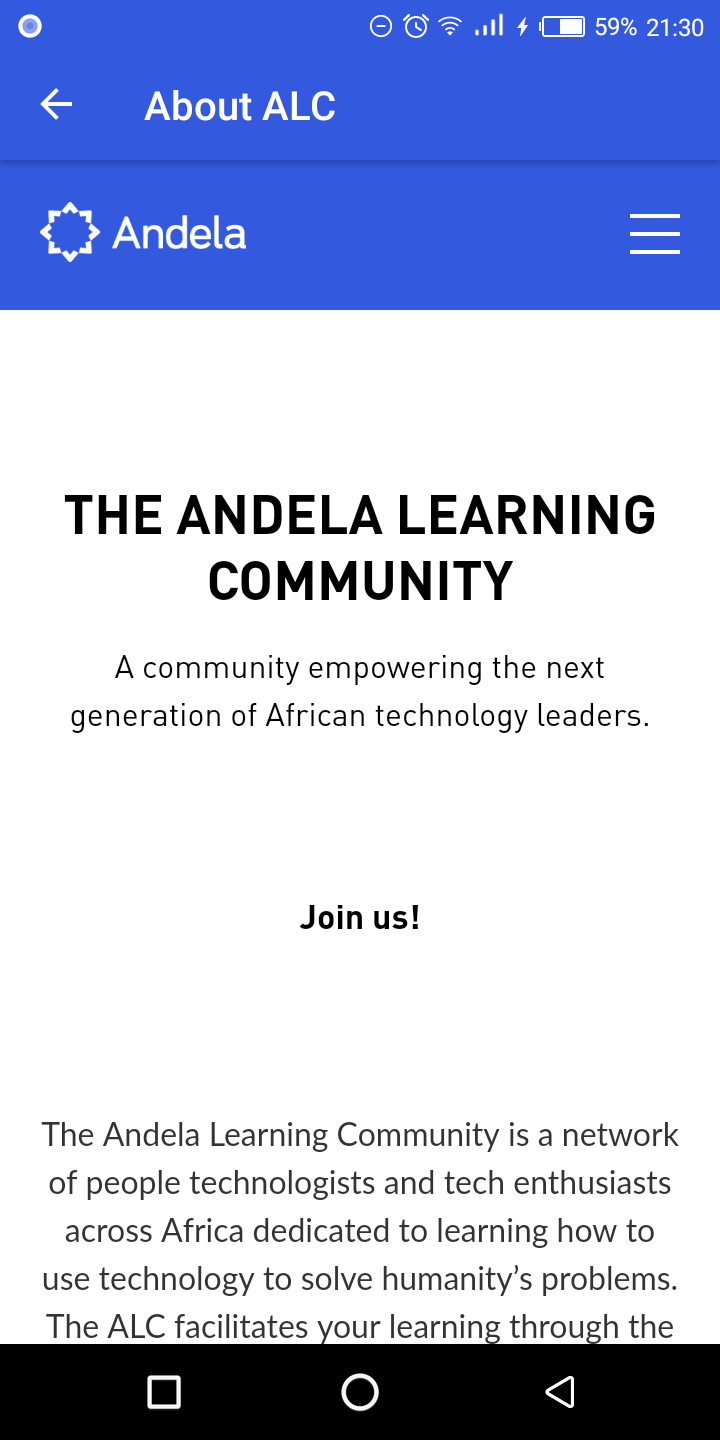 59% 21:30
About ALC
Andela
THE ANDELA LEARNING
COMMUNITY
A community empowering the next
generation of African technology leaders.
Join us!
The Andela Learning Community is a network
of people technologists and tech enthusiasts
across Africa dedicated to learning how to
use technology to solve humanity’s problems.
The ALC facilitates your learning through the